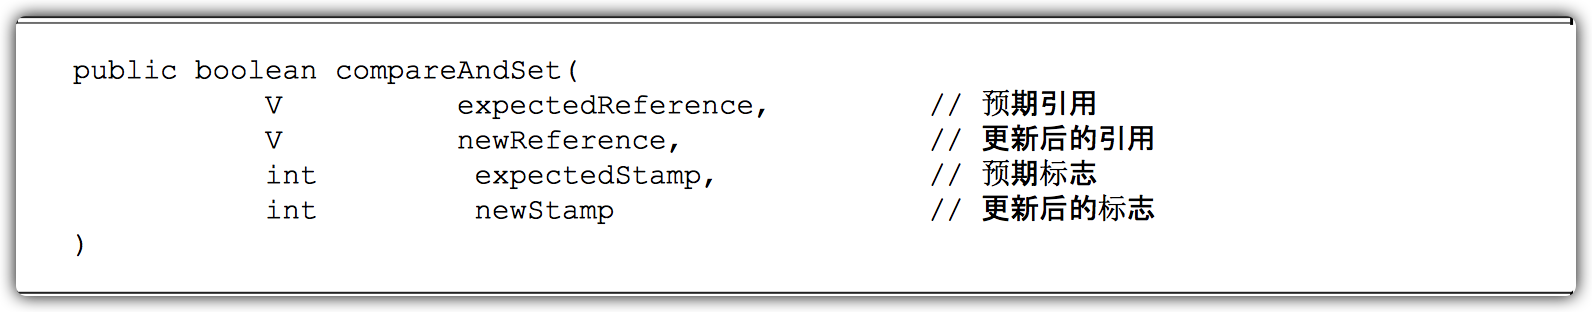 public boolean compareAndSet(
V expectedReference, // 预期引用
V newReference, // 更新后的引用
int expectedStamp, // 预期标志
int newStamp // 更新后的标志
)